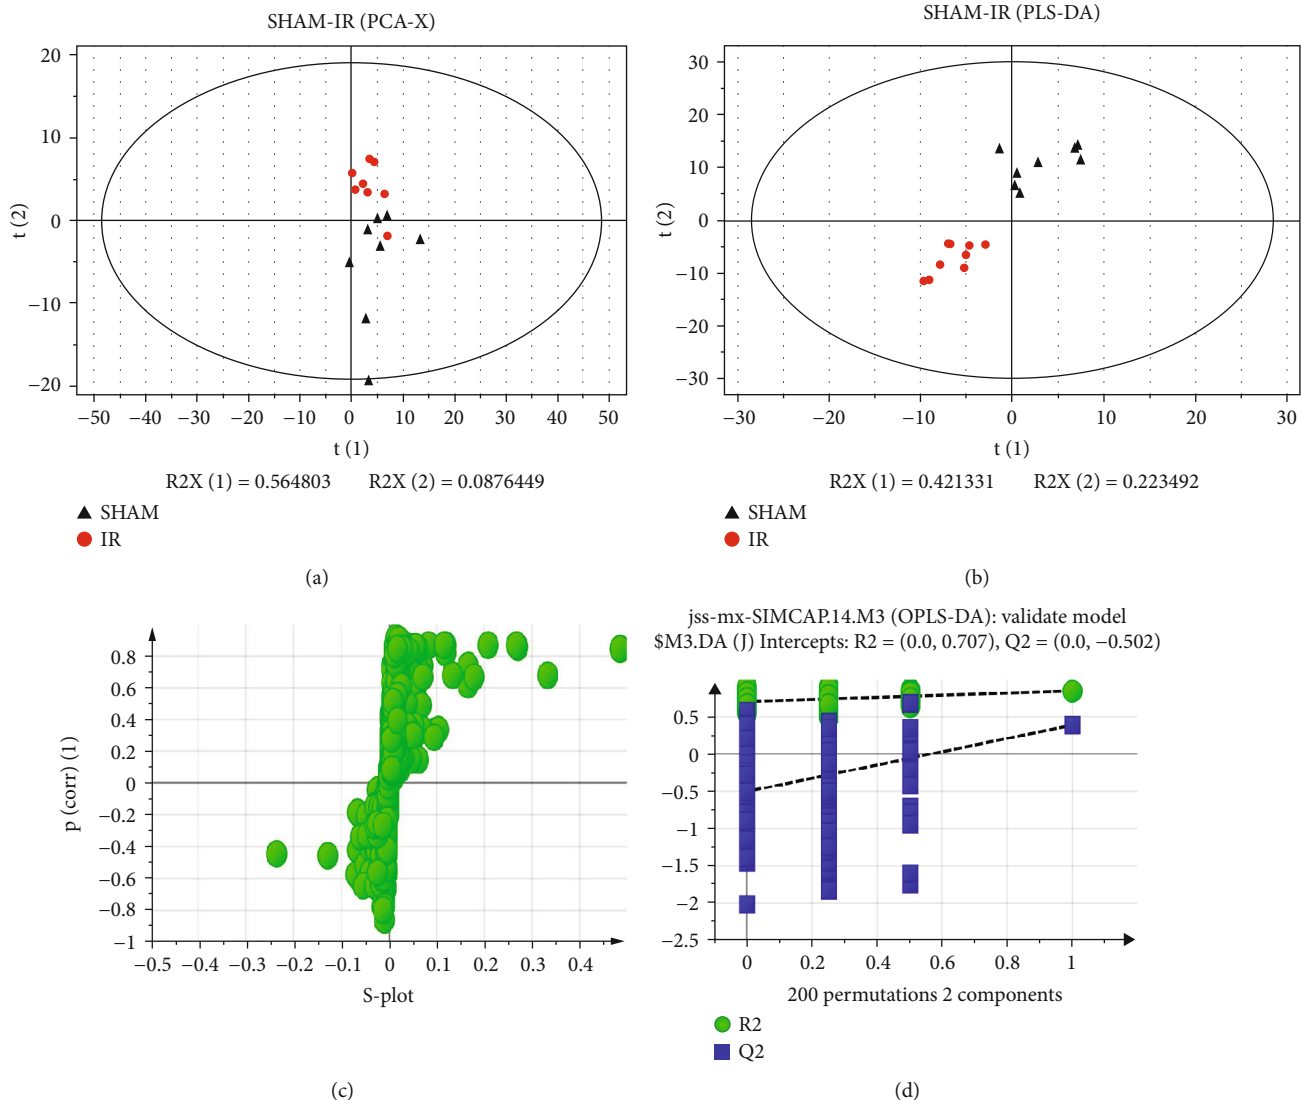 SHAM-IR (PCA-X)
20
10
0
−10
−20
t (2)
−50 −40 −30 −20 −10 0 10 20 30 40 50
t (1)
R2X (1) = 0.564803 R2X (2) = 0.0876449
SHAM
IR
(a)
SHAM-IR (PLS-DA)
30
20
10
0
−10
−20
−30
t (2)
−30 −20 −10 0 10 20 30
t (1)
R2X (1) = 0.421331 R2X (2) = 0.223492
SHAM
IR
(b)
0.8
0.6
0.4
0.2
0
−0.2
−0.4
−0.6
−0.8
−1
p (corr) (1)
−0.5 −0.4 −0.3 −0.2 −0.1 0 0.1 0.2 0.3 0.4
S-plot
(c)
jss-mx-SIMCAP.14.M3 (OPLS-DA): validate model
$M3.DA (J) Intercepts: R2 = (0.0, 0.707), Q2 = (0.0, −0.502)
0.5
0
−0.5
−1
−1.5
−2
−2.5
0 0.2 0.4 0.6 0.8 1
200 permutations 2 components
R2
Q2
(d)